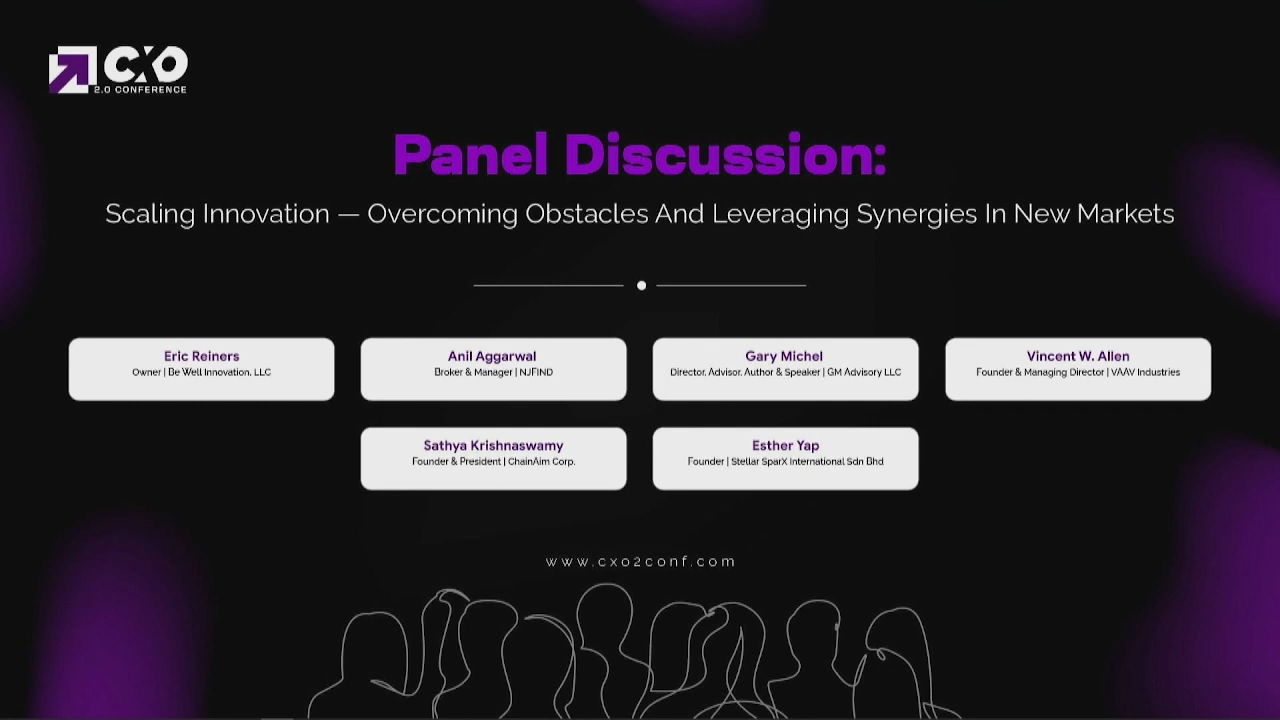 CXO
2.0 CONFERENCE
Panel Discussion:
Scaling Innovation — Overcoming Obstacles And Leveraging Synergies In New Markets
Eric Reiners
Owner | Be Well Innovation, LLC
Anil Aggarwal
Broker & Manager | NJFIND
Gary Michel
Director, Advisor, Author & Speaker | GM Advisory LLC
Vincent W. Allen
Founder & Managing Director | VAAV Industries
Sathya Krishnaswamy
Founder & President | ChainAim Corp.
Esther Yap
Founder | Stellar SparX International Sdn Bhd
www.cxo2conf.com